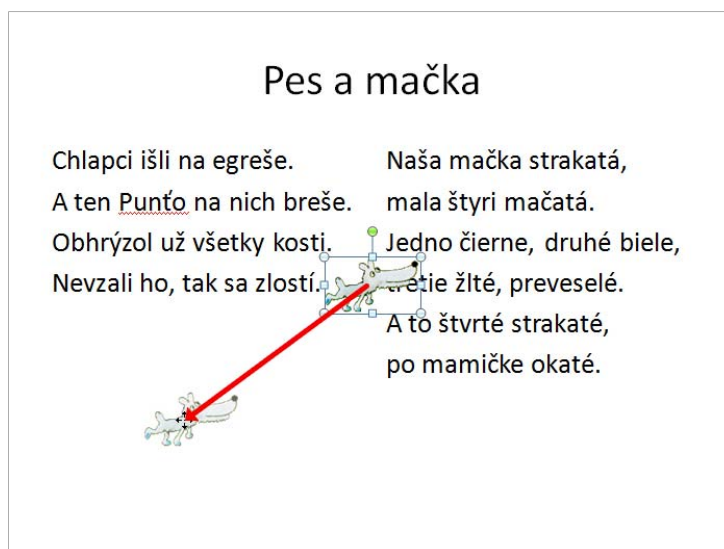 Pes a mačka
Chlapci išli na egreše.
A ten Punťo na nich breše.
Obhrýzol už všetky kosti.
Nevzali ho, tak sa zlostí.
Naša mačka strakatá,
mala štyri mačatá.
Jedno čierne, druhé biele,
tretie žlté, preveselé.
A to štvrté strakaté,
po mamičke okaté.